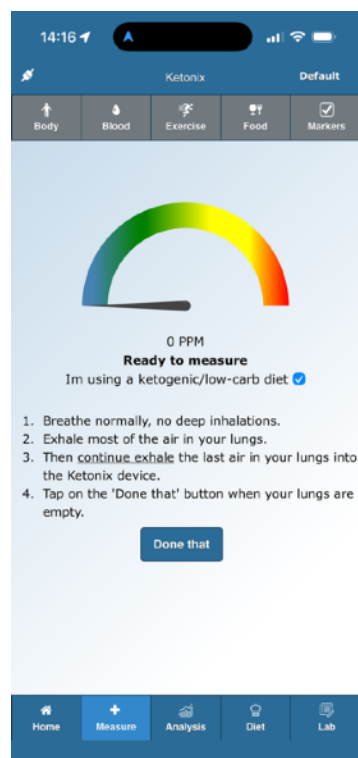 14:16
Ketonix
Default
Body
Blood
Exercise
Food
Markers
0 PPM
Ready to measure
Im using a ketogenic/low-carb diet
1. Breathe normally, no deep inhalations.
2. Exhale most of the air in your lungs.
3. Then continue exhale the last air in your lungs into
the Ketonix device.
4. Tap on the 'Done that' button when your lungs are
empty.
Done that
Home
Measure
Analysis
Diet
Lab